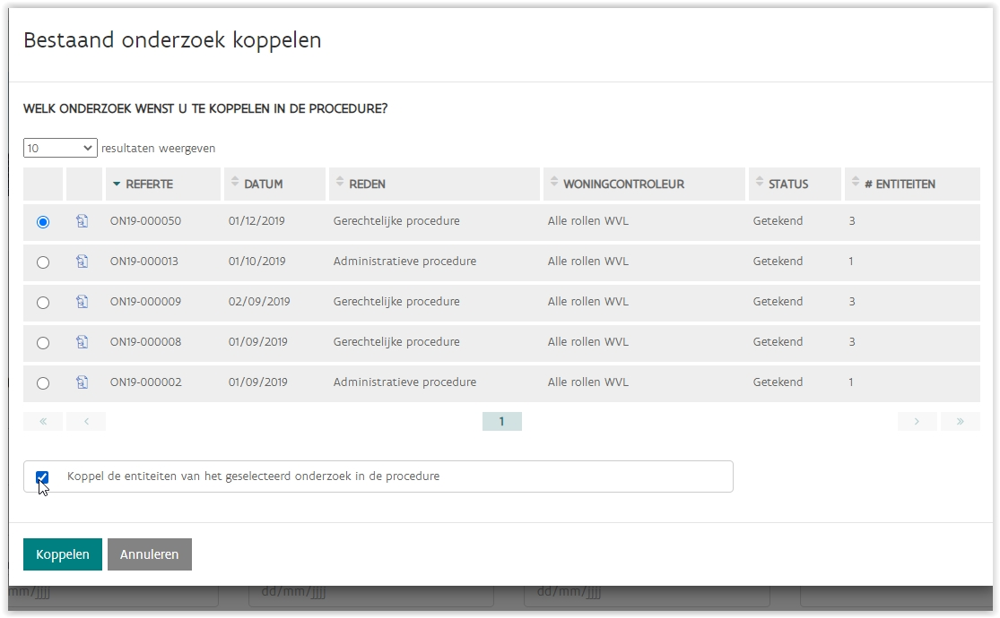 Bestaand onderzoek koppelen
WELK ONDERZOEK WENST U TE KOPPELEN IN DE PROCEDURE?
10 resultaten weergeven
REFERTE DATUM REDEN WONINGCONTROLEUR STATUS # ENTITEITEN
ON19-000050 01/12/2019 Gerechtelijke procedure Alle rollen WVL Getekend 3
ON19-000013 01/10/2019 Administratieve procedure Alle rollen WVL Getekend 1
ON19-000009 02/09/2019 Gerechtelijke procedure Alle rollen WVL Getekend 3
ON19-000008 01/09/2019 Gerechtelijke procedure Alle rollen WVL Getekend 3
ON19-000002 01/09/2019 Administratieve procedure Alle rollen WVL Getekend 1
« ‹ 1 › »
Koppel de entiteiten van het geselecteerd onderzoek in de procedure
Koppelen Annuleren
mm/jjjj dd/mm/jjjj dd/mm/jjjj